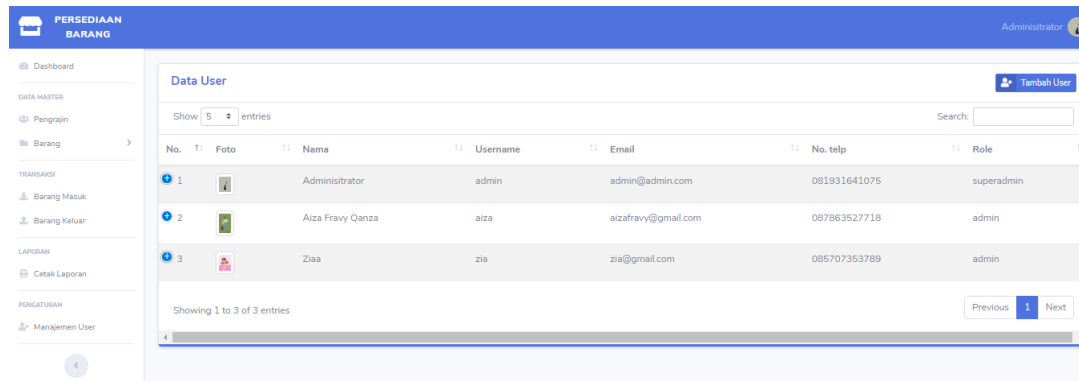 PERSEDIAAN
BARANG
Adminisitrator
Dashboard
DATA MASTER
Pengrajin
Barang
TRANSAKSI
Barang Masuk
Barang Keluar
LAPORAN
Cetak Laporan
PENGATURAN
Manajemen User
Data User
Tambah User
Show 5 entries
Search:
No. Foto Nama Username Email No. telp Role
1 Adminisitrator admin admin@admin.com 081931641075 superadmin
2 Aiza Fravy Qanza aiza aizafravy@gmail.com 087863527718 admin
3 Ziaa zia zia@gmail.com 085707353789 admin
Showing 1 to 3 of 3 entries
Previous 1 Next